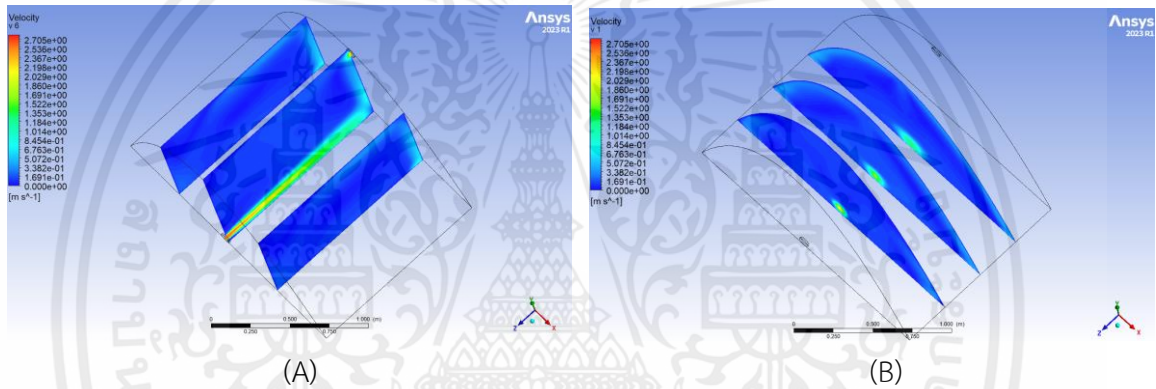 Velocity
v 6
2.705e+00
2.536e+00
2.367e+00
2.198e+00
2.029e+00
1.860e+00
1.691e+00
1.522e+00
1.353e+00
1.184e+00
1.014e+00
8.454e-01
6.763e-01
5.072e-01
3.382e-01
1.691e-01
0.000e+00
[m s^-1]
Ansys
2023 R1
0
0.500
1.000 (m)
0.250
0.750
Y
Z
X
(A)
Velocity
v 1
2.705e+00
2.536e+00
2.367e+00
2.198e+00
2.029e+00
1.860e+00
1.691e+00
1.522e+00
1.353e+00
1.184e+00
1.014e+00
8.454e-01
6.763e-01
5.072e-01
3.382e-01
1.691e-01
0.000e+00
[m s^-1]
Ansys
2023 R1
0
0.500
1.000 (m)
0.250
0.750
Y
Z
X
(B)